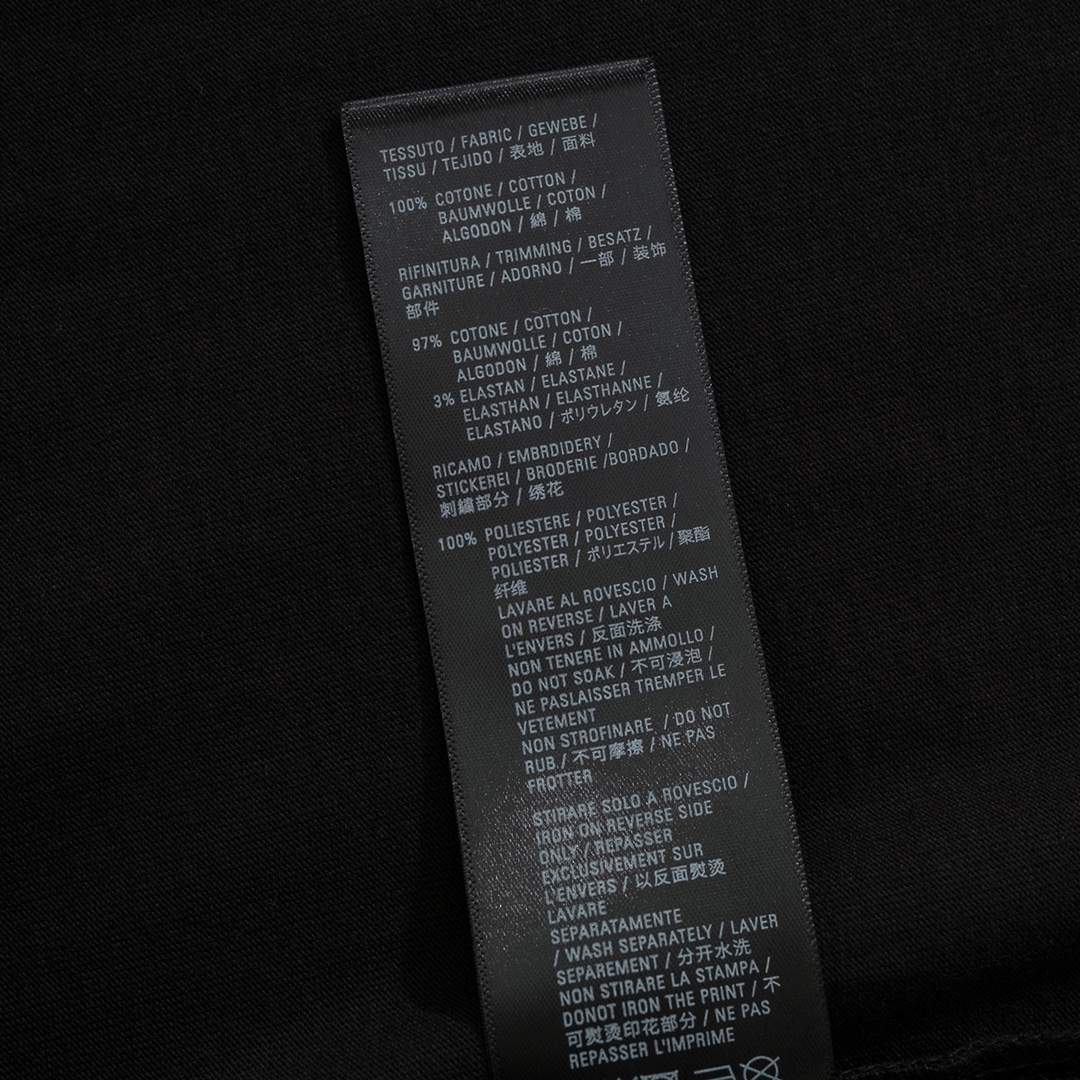 TESSUTO / FABRIC / GEWEBE /
TISSU / TEJIDO / 表地 / 面料
100% COTONE / COTTON /
BAUMWOLLE / COTON /
ALGODON / 綿 / 棉
RIFINITURA / TRIMMING / BESATZ /
GARNITURE / ADORNO / 一部 / 装饰
部件
97% COTONE / COTTON /
BAUMWOLLE / COTON /
ALGODON / 綿 / 棉
3% ELASTAN / ELASTANE /
ELASTHAN / ELASTHANNE /
ELASTANO / ポリウレタン / 氨纶
RICAMO / EMBRDIDERY /
STICKEREI / BRODERIE /BORDADO /
刺繡部分 / 绣花
100% POLIESTERE / POLYESTER /
POLYESTER / POLYESTER /
POLIESTER / ポリエステル / 聚酯
纤维
LAVARE AL ROVESCIO / WASH
ON REVERSE / LAVER A
L'ENVERS / 反面洗涤
NON TENERE IN AMMOLLO /
DO NOT SOAK / 不可浸泡 /
NE PASLAISSER TREMPER LE
VETEMENT
NON STROFINARE / DO NOT
RUB / 不可摩擦 / NE PAS
FROTTER
STIRARE SOLO A ROVESCIO /
IRON ON REVERSE SIDE
ONLY / REPASSER
EXCLUSIVEMENT SUR
L'ENVERS / 以反面熨烫
LAVARE
SEPARATAMENTE
/ WASH SEPARATELY / LAVER
SEPAREMENT / 分开水洗
NON STIRARE LA STAMPA /
DONOT IRON THE PRINT / 不
可熨烫印花部分 / NE PAS
REPASSER L'IMPRIME